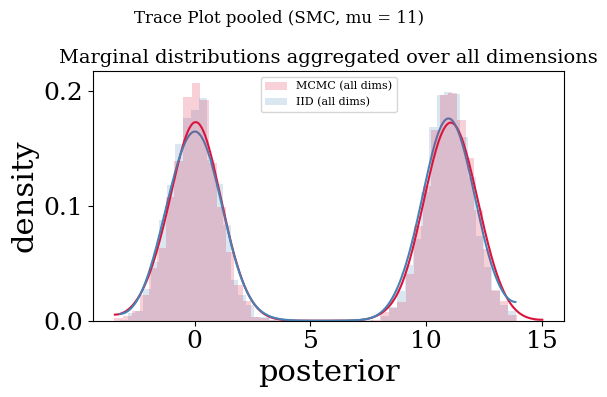 Trace Plot pooled (SMC, mu = 11)
Marginal distributions aggregated over all dimensions
MCMC (all dims)
IID (all dims)
density
0.2
0.1
0.0
0 5 10 15
posterior